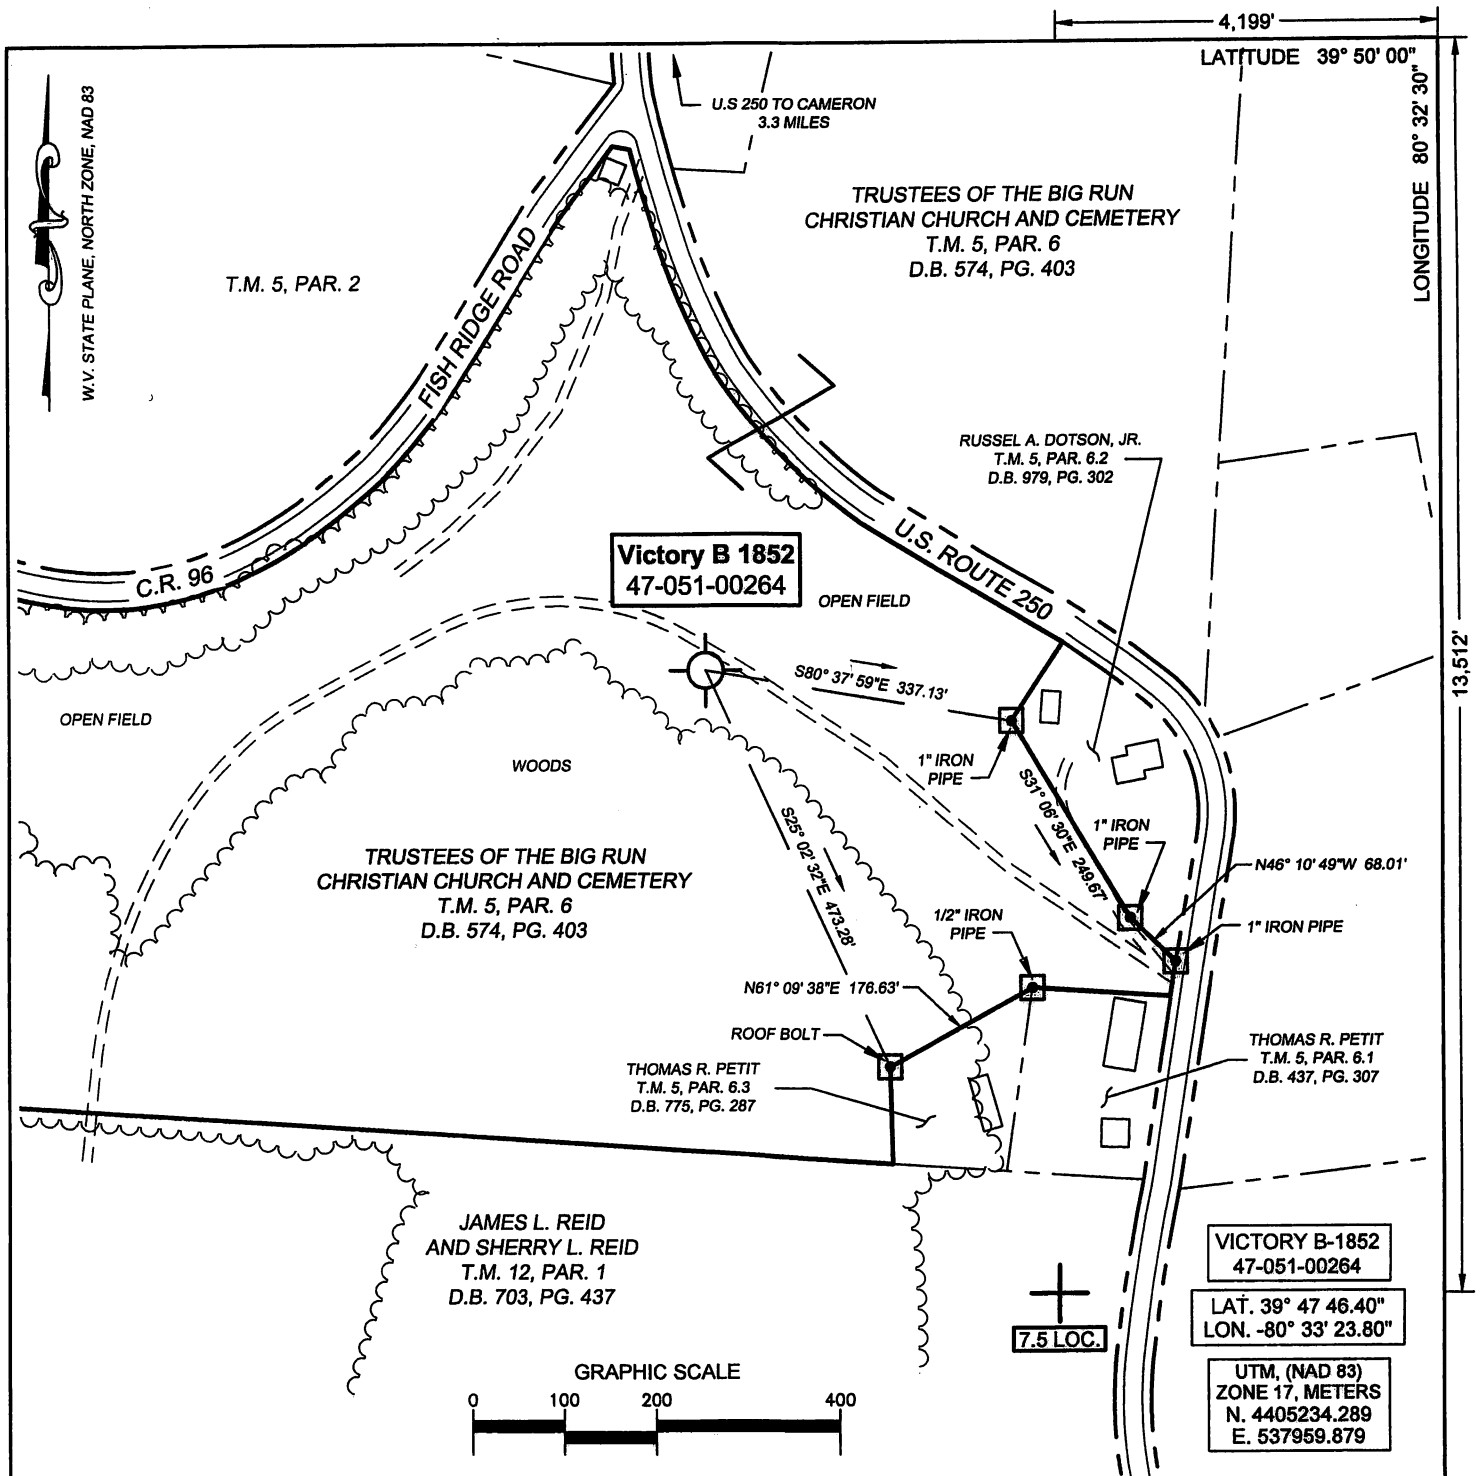 4,199'
LATITUDE 39° 50' 00"
LONGITUDE 80° 32' 30"
W.V. STATE PLANE, NORTH ZONE, NAD 83
U.S 250 TO CAMERON
3.3 MILES
TRUSTEES OF THE BIG RUN
CHRISTIAN CHURCH AND CEMETERY
T.M. 5, PAR. 6
D.B. 574, PG. 403
T.M. 5, PAR. 2
FISH RIDGE ROAD
RUSSEL A. DOTSON, JR.
T.M. 5, PAR. 6.2
D.B. 979, PG. 302
U.S. ROUTE 250
C.R. 96
Victory B 1852
47-051-00264
OPEN FIELD
13,512'
S80° 37' 59"E 337.13'
OPEN FIELD
WOODS
1" IRON
PIPE
S31° 06' 30"E 249.67'
1" IRON
PIPE
S25° 02' 32"E 473.28'
N46° 10' 49"W 68.01'
TRUSTEES OF THE BIG RUN
CHRISTIAN CHURCH AND CEMETERY
T.M. 5, PAR. 6
D.B. 574, PG. 403
1/2" IRON
PIPE
1" IRON PIPE
N61° 09' 38"E 176.63'
ROOF BOLT
THOMAS R. PETIT
T.M. 5, PAR. 6.3
D.B. 775, PG. 287
THOMAS R. PETIT
T.M. 5, PAR. 6.1
D.B. 437, PG. 307
JAMES L. REID
AND SHERRY L. REID
T.M. 12, PAR. 1
D.B. 703, PG. 437
VICTORY B-1852
47-051-00264
LAT. 39° 47 46.40"
LON. -80° 33' 23.80"
7.5 LOC.
UTM, (NAD 83)
ZONE 17, METERS
N. 4405234.289
E. 537959.879
GRAPHIC SCALE
0 100 200 400